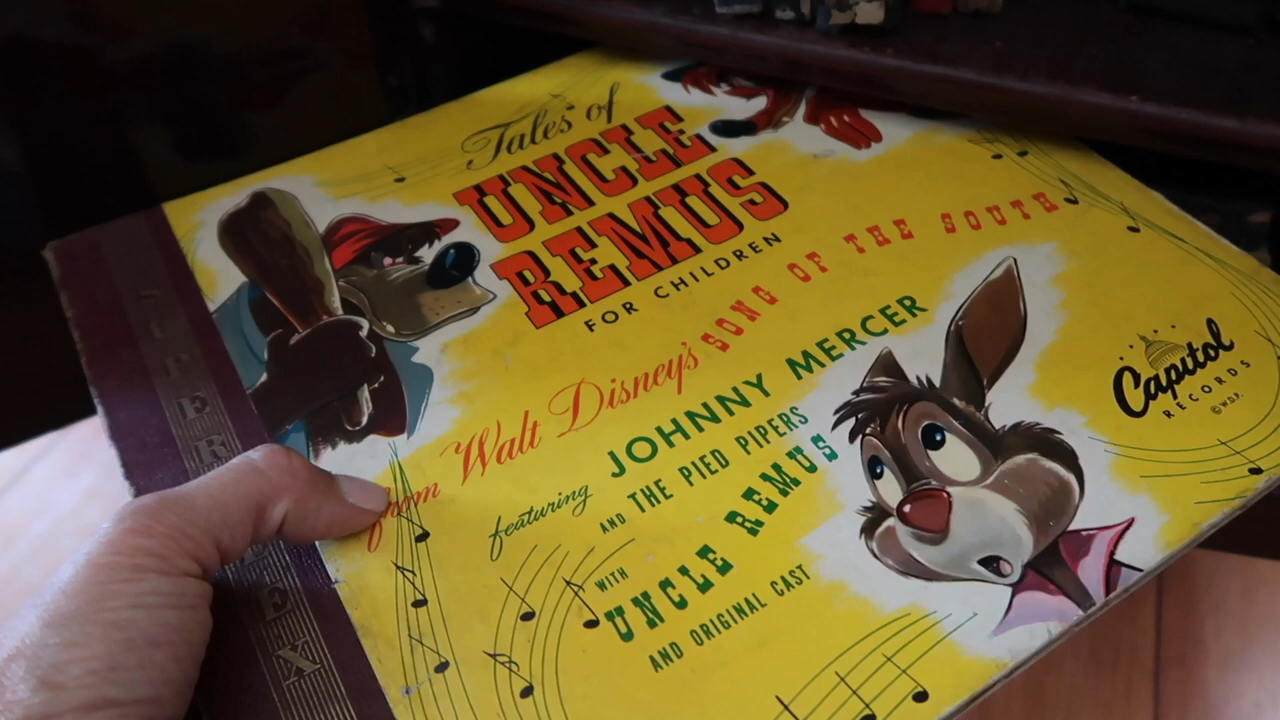 Tales of
UNCLE
REMUS
FOR CHILDREN
from Walt Disney's SONG OF THE SOUTH
featuring JOHNNY MERCER
AND THE PIED PIPERS
WITH
UNCLE REMUS
AND ORIGINAL CAST
Capitol
RECORDS
© W.D.P.